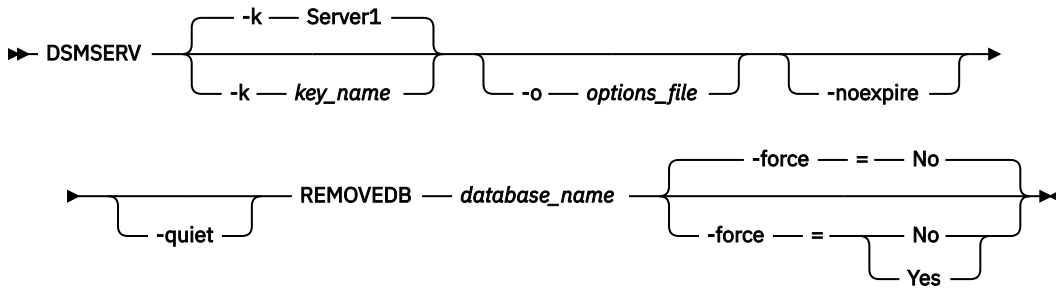 -k Server1
DSMSERV
-k key_name
-o options_file
-noexpire
-force = No
REMOVEDB database_name
-quiet
-force = No
Yes